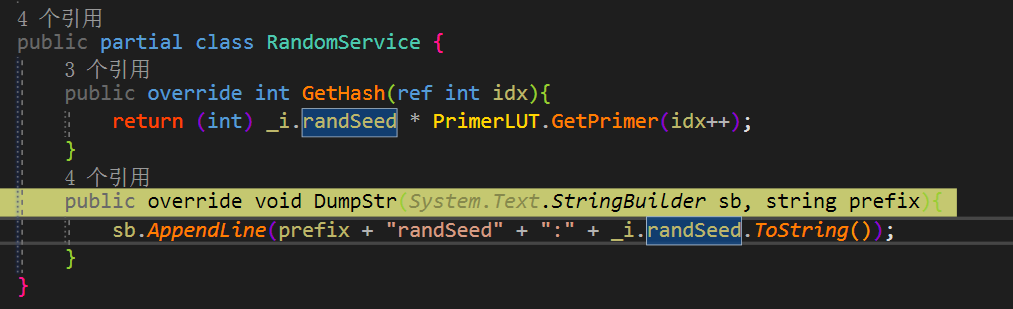 4 个引用
public partial class RandomService {
3 个引用
public override int GetHash(ref int idx){
return (int) _i.randSeed * PrimerLUT.GetPrimer(idx++);
}
4 个引用
public override void DumpStr(System.Text.StringBuilder sb, string prefix){
sb.AppendLine(prefix + "randSeed" + ":" + _i.randSeed.ToString());
}
}